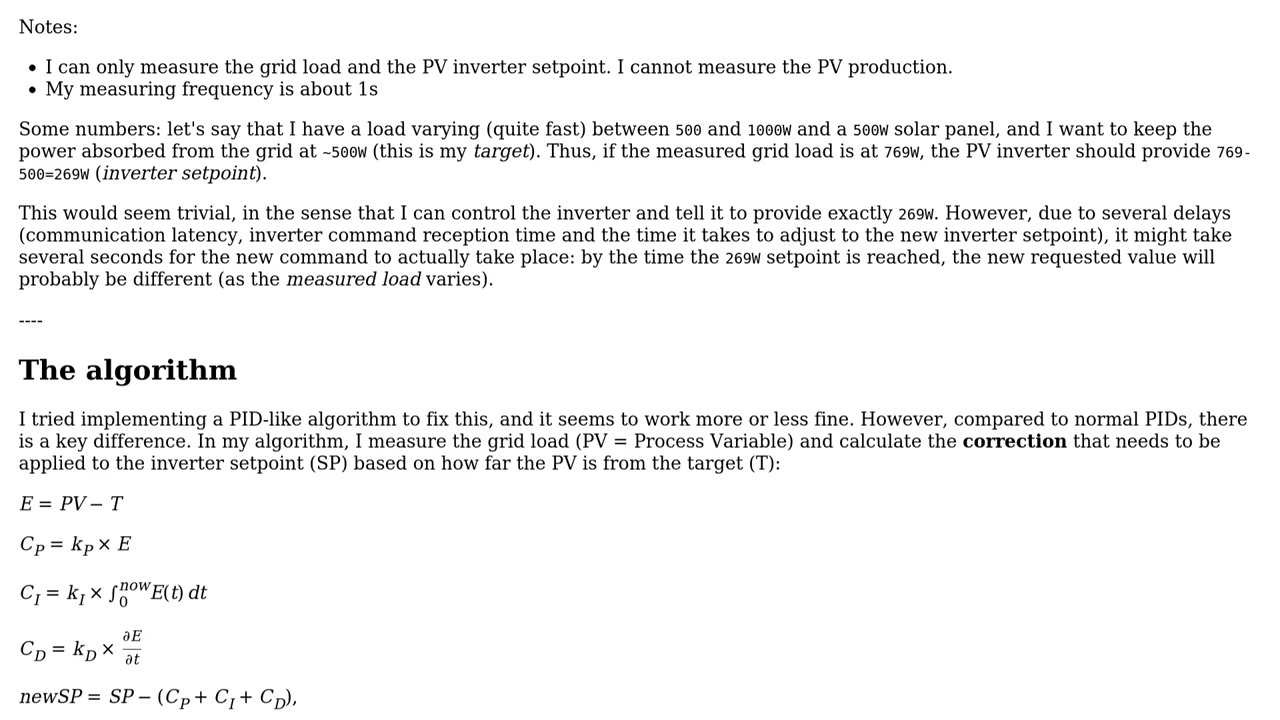 Notes:
• I can only measure the grid load and the PV inverter setpoint. I cannot measure the PV production.
• My measuring frequency is about 1s
Some numbers: let's say that I have a load varying (quite fast) between 500 and 1000W and a 500W solar panel, and I want to keep the
power absorbed from the grid at ~500W (this is my target). Thus, if the measured grid load is at 769W, the PV inverter should provide 769-
500=269W (inverter setpoint).
This would seem trivial, in the sense that I can control the inverter and tell it to provide exactly 269W. However, due to several delays
(communication latency, inverter command reception time and the time it takes to adjust to the new inverter setpoint), it might take
several seconds for the new command to actually take place: by the time the 269W setpoint is reached, the new requested value will
probably be different (as the measured load varies).
----
The algorithm
I tried implementing a PID-like algorithm to fix this, and it seems to work more or less fine. However, compared to normal PIDs, there
is a key difference. In my algorithm, I measure the grid load (PV = Process Variable) and calculate the correction that needs to be
applied to the inverter setpoint (SP) based on how far the PV is from the target (T):
E = PV − T
C_P = k_P × E
C_I = k_I × ∫_0^now E(t) dt
C_D = k_D × ∂E/∂t
newSP = SP − (C_P + C_I + C_D),